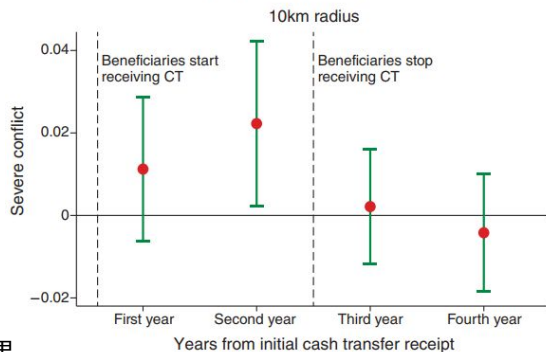 10km radius
Beneficiaries start
receiving CT
Beneficiaries stop
receiving CT
Severe conflict
0.04
0.02
0
−0.02
First year
Second year
Third year
Fourth year
Years from initial cash transfer receipt